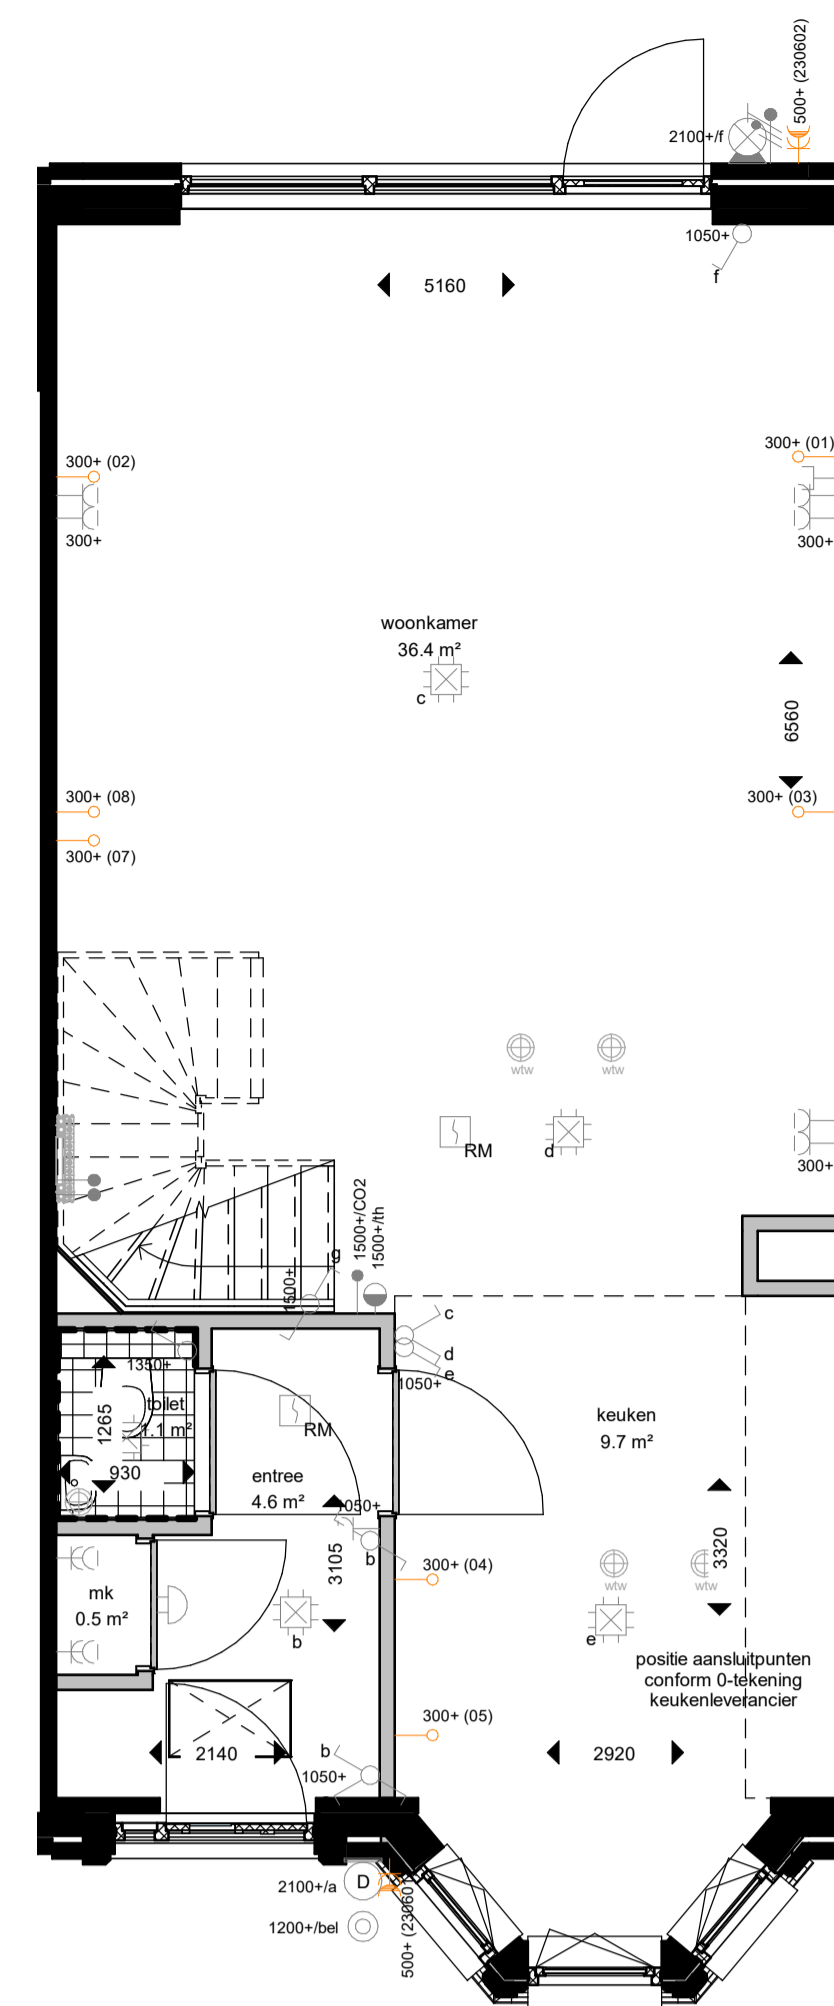 500+ (230602)
2100+/f
1050+
f
5160
300+ (02)
300+ (01)
300+
300+
woonkamer
36.4 m²
c
6560
300+ (08)
300+ (03)
300+ (07)
wtw
wtw
RM
d
300+
1500+/CO2
1500+/th
g
1500+
c
d
e
1050+
1350+
toilet
1.1 m²
1265
930
RM
entree
4.6 m²
keuken
9.7 m²
1050+
b
3105
3320
300+ (04)
wtw
wtw
mk
0.5 m²
b
e
positie aansluitpunten
conform 0-tekening
keukenleverancier
300+ (05)
2140
b
1050+
2920
2100+/a
D
1200+/bel
500+ (230601)